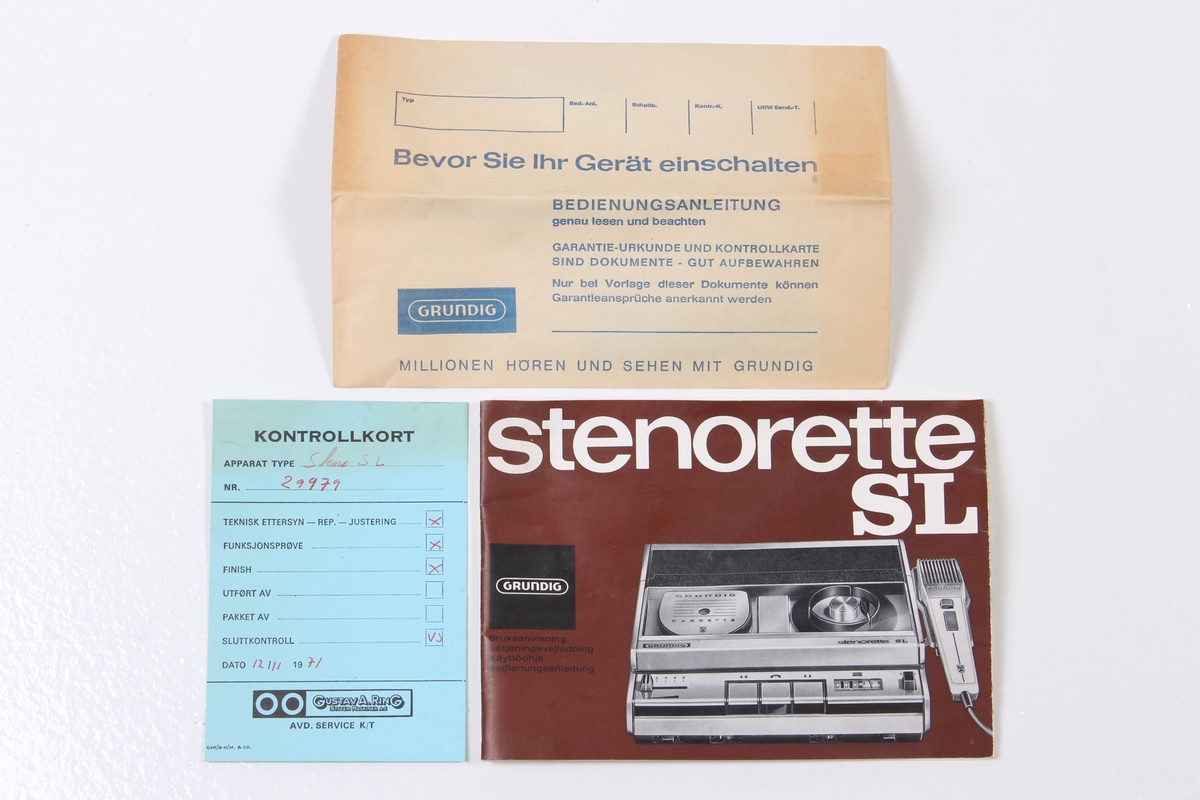 Typ
Bed. Anl.
Schaltb.
Kontr.-K.
UKW Send.-T.
Bevor Sie Ihr Gerät einschalten
BEDIENUNGSANLEITUNG
genau lesen und beachten
GARANTIE-URKUNDE UND KONTROLLKARTE
SIND DOKUMENTE - GUT AUFBEWAHREN
Nur bei Vorlage dieser Dokumente können
Garantieansprüche anerkannt werden
GRUNDIG
MILLIONEN HÖREN UND SEHEN MIT GRUNDIG
KONTROLLKORT
APPARAT TYPE Steno SL
NR. 29979
TEKNISK ETTERSYN — REP. — JUSTERING
FUNKSJONSPRØVE
FINISH
UTFØRT AV
PAKKET AV
SLUTTKONTROLL
DATO 12/11 1971
GUSTAV A. RING
SYSTEM MASKINER A/S
AVD. SERVICE K/T
stenorette
SL
GRUNDIG
Bruksanvisning
Betjeningsvejledning
Käyttöohje
Bedienungsanleitung
GRUNDIG
CASSETTE
stenorette SL
GRUNDIG